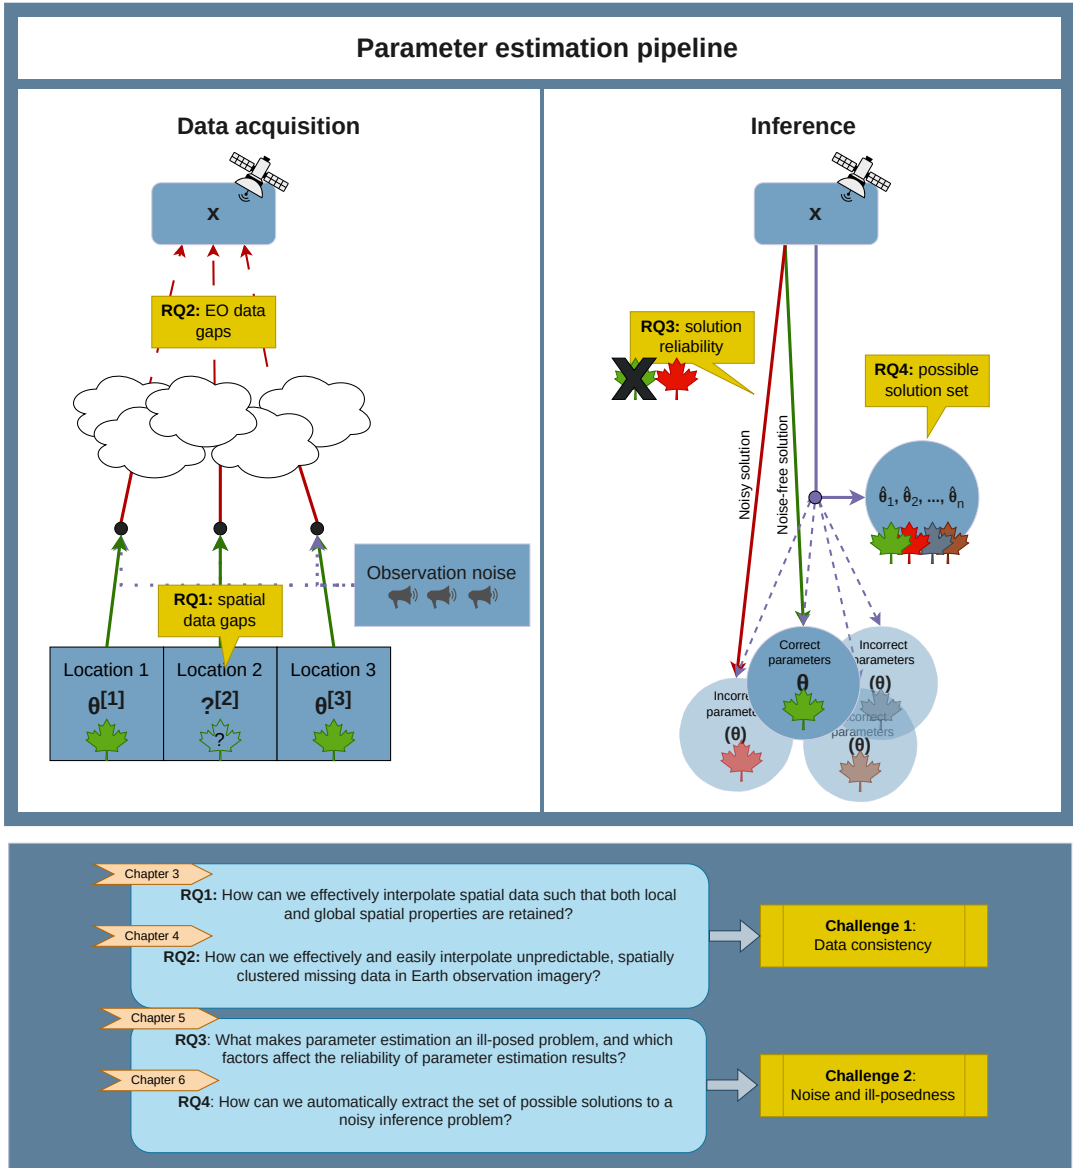 Parameter estimation pipeline
Data acquisition
x
RQ2: EO data
gaps
Observation noise
RQ1: spatial
data gaps
Location 1
θ[1]
Location 2
?[2]
?
Location 3
θ[3]
Inference
x
RQ3: solution
reliability
RQ4: possible
solution set
Noisy solution
Noise-free solution
θ̂1, θ̂2, ..., θ̂n
Correct
parameters
θ
Incorrect
parameters
(θ)
Incorrect
parameters
(θ)
Incorrect
parameters
(θ)
Chapter 3
RQ1: How can we effectively interpolate spatial data such that both local
and global spatial properties are retained?
Chapter 4
RQ2: How can we effectively and easily interpolate unpredictable, spatially
clustered missing data in Earth observation imagery?
Challenge 1:
Data consistency
Chapter 5
RQ3: What makes parameter estimation an ill-posed problem, and which
factors affect the reliability of parameter estimation results?
Chapter 6
RQ4: How can we automatically extract the set of possible solutions to a
noisy inference problem?
Challenge 2:
Noise and ill-posedness